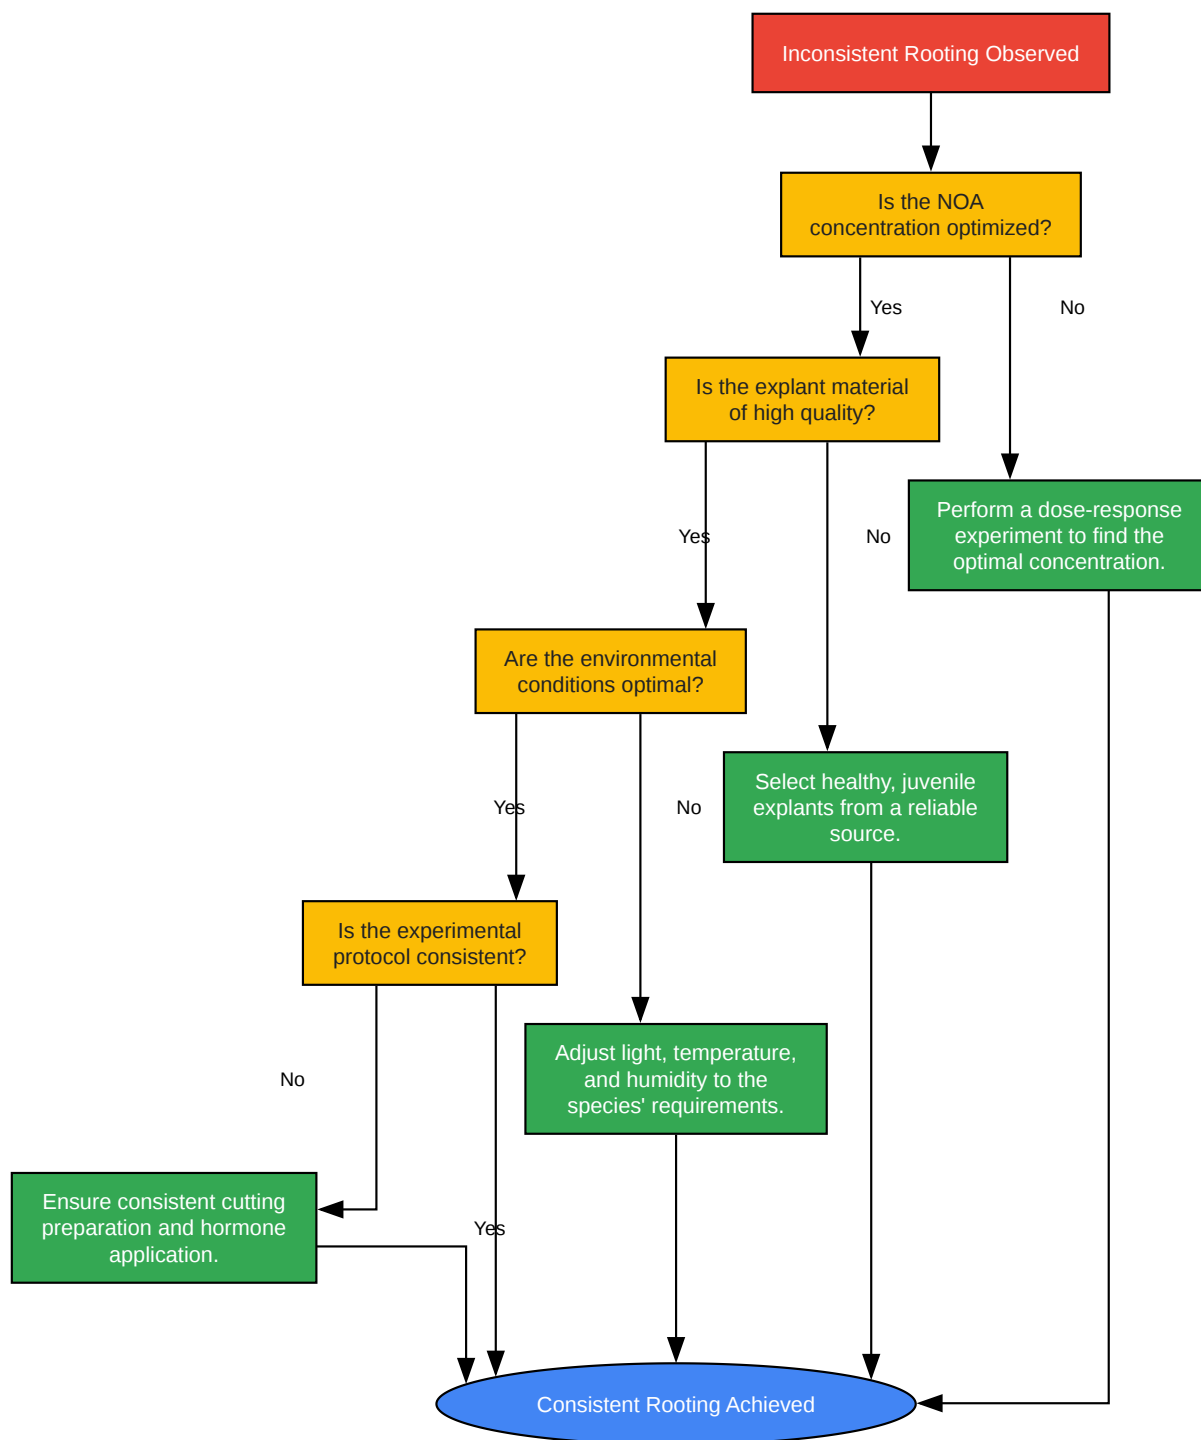 Inconsistent Rooting Observed
Is the NOA
concentration optimized?
Yes
No
Is the explant material
of high quality?
Perform a dose-response
experiment to find the
optimal concentration.
Yes
No
Are the environmental
conditions optimal?
Select healthy, juvenile
explants from a reliable
source.
Yes
No
Is the experimental
protocol consistent?
Adjust light, temperature,
and humidity to the
species' requirements.
No
Ensure consistent cutting
preparation and hormone
application.
Yes
Consistent Rooting Achieved